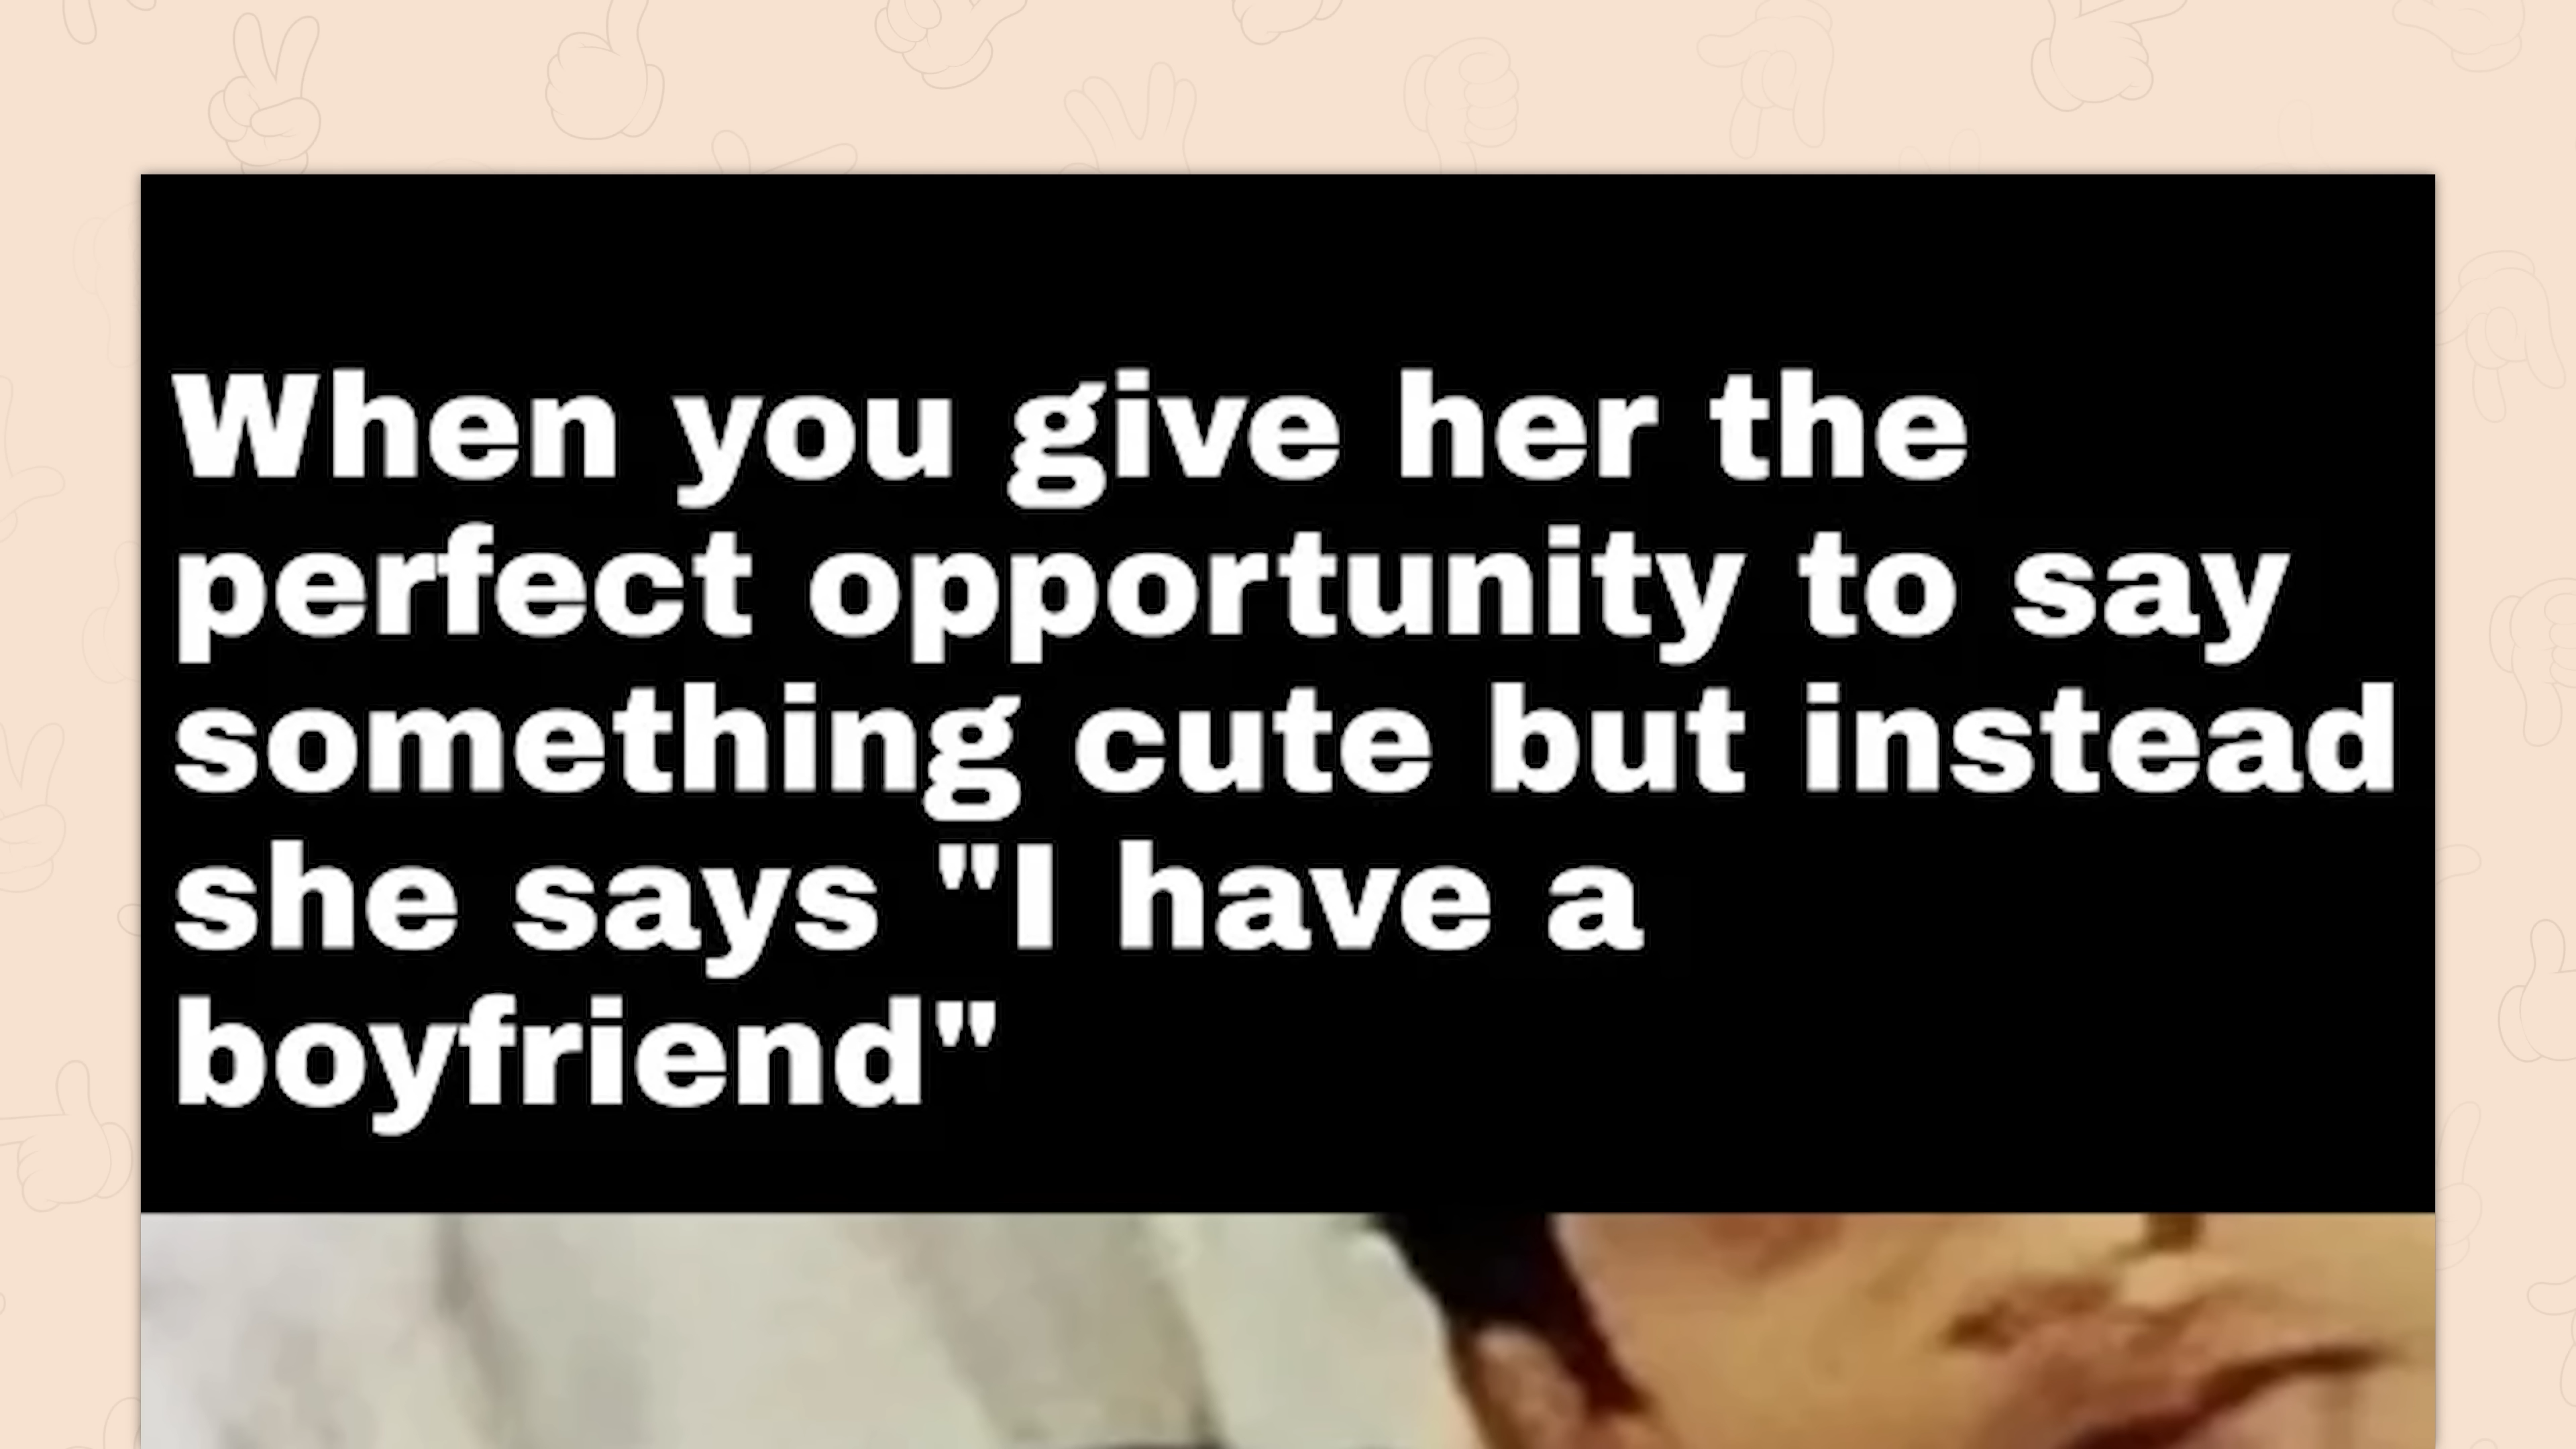 When you give her the
perfect opportunity to say
something cute but instead
she says "I have a
boyfriend"